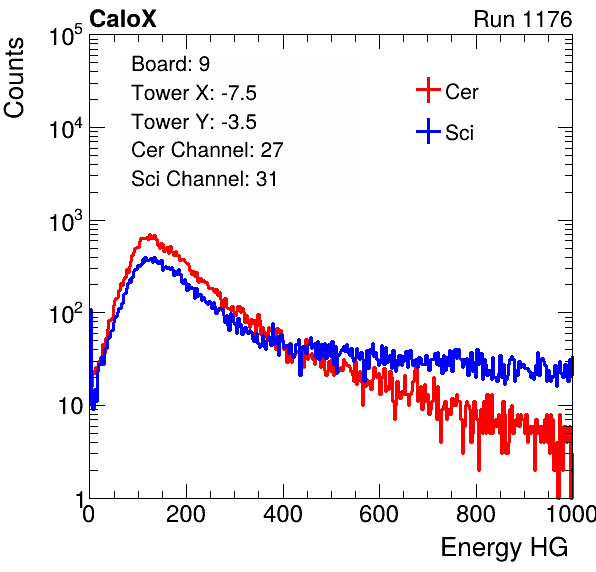 CaloX Run 1176
Counts
10^5
10^4
10^3
10^2
10
1
Board: 9
Tower X: -7.5
Tower Y: -3.5
Cer Channel: 27
Sci Channel: 31
Cer
Sci
0 200 400 600 800 1000
Energy HG